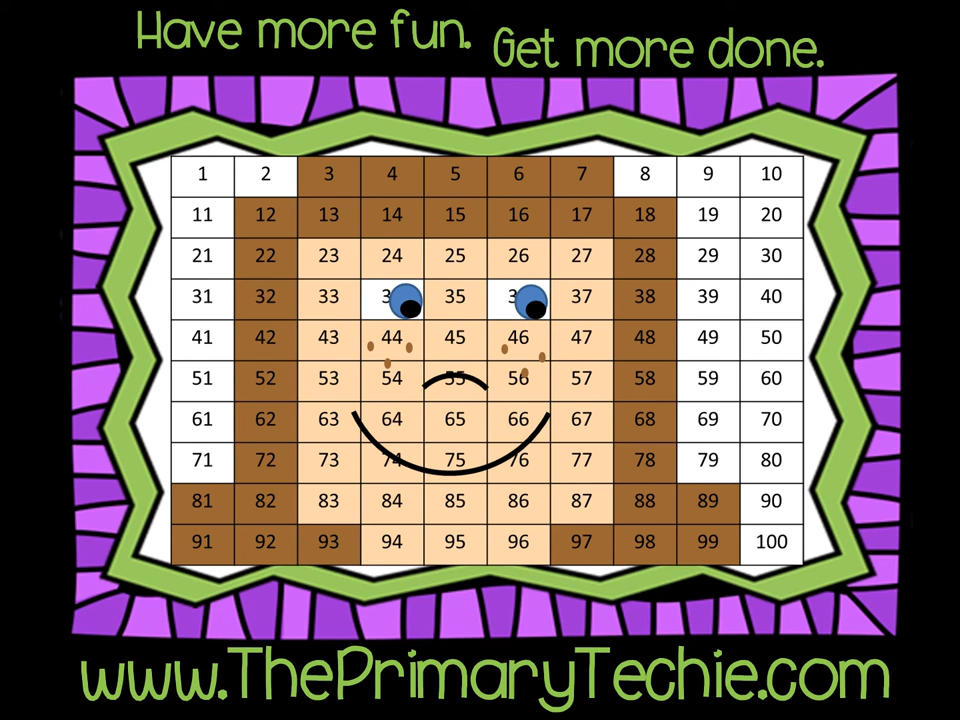 Have more fun. Get more done.
1 2 3 4 5 6 7 8 9 10
11 12 13 14 15 16 17 18 19 20
21 22 23 24 25 26 27 28 29 30
31 32 33 35 37 38 39 40
41 42 43 44 45 46 47 48 49 50
51 52 53 54 55 56 57 58 59 60
61 62 63 64 65 66 67 68 69 70
71 72 73 74 75 76 77 78 79 80
81 82 83 84 85 86 87 88 89 90
91 92 93 94 95 96 97 98 99 100
www.ThePrimaryTechie.com